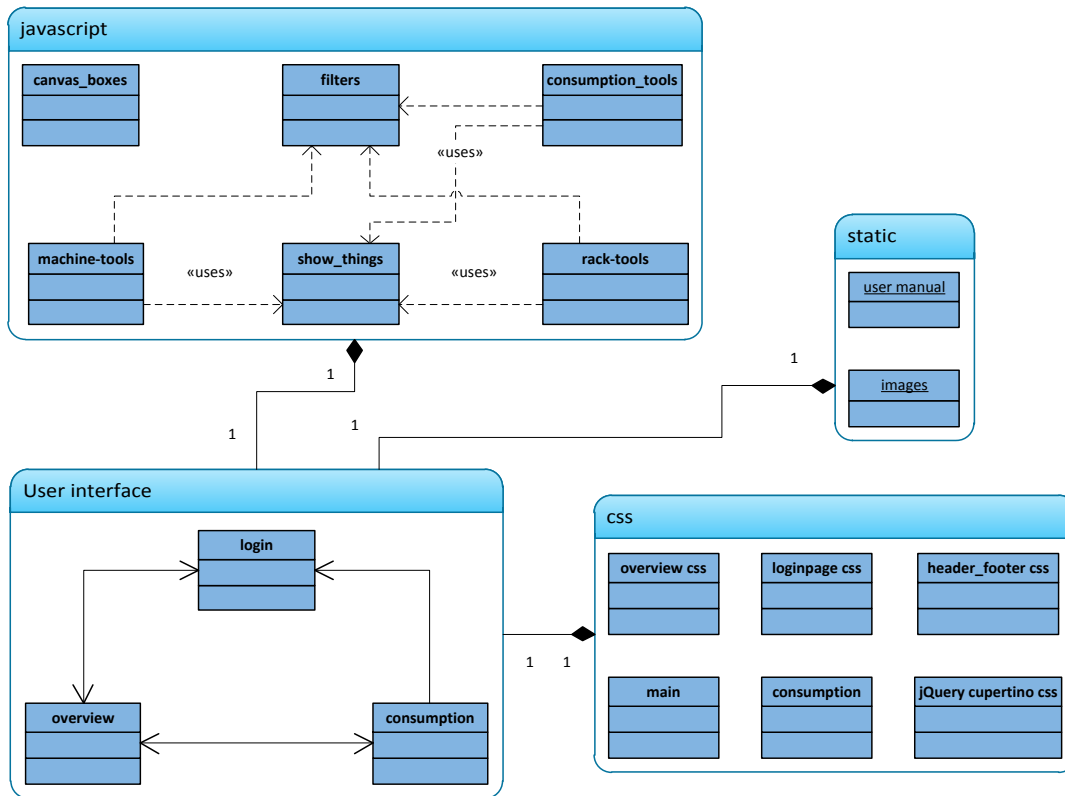 javascript
canvas_boxes
filters
consumption_tools
«uses»
machine-tools
«uses»
show_things
«uses»
rack-tools
static
user manual
images
1
1
1
1
User interface
login
overview
consumption
1
1
css
overview css
loginpage css
header_footer css
main
consumption
jQuery cupertino css